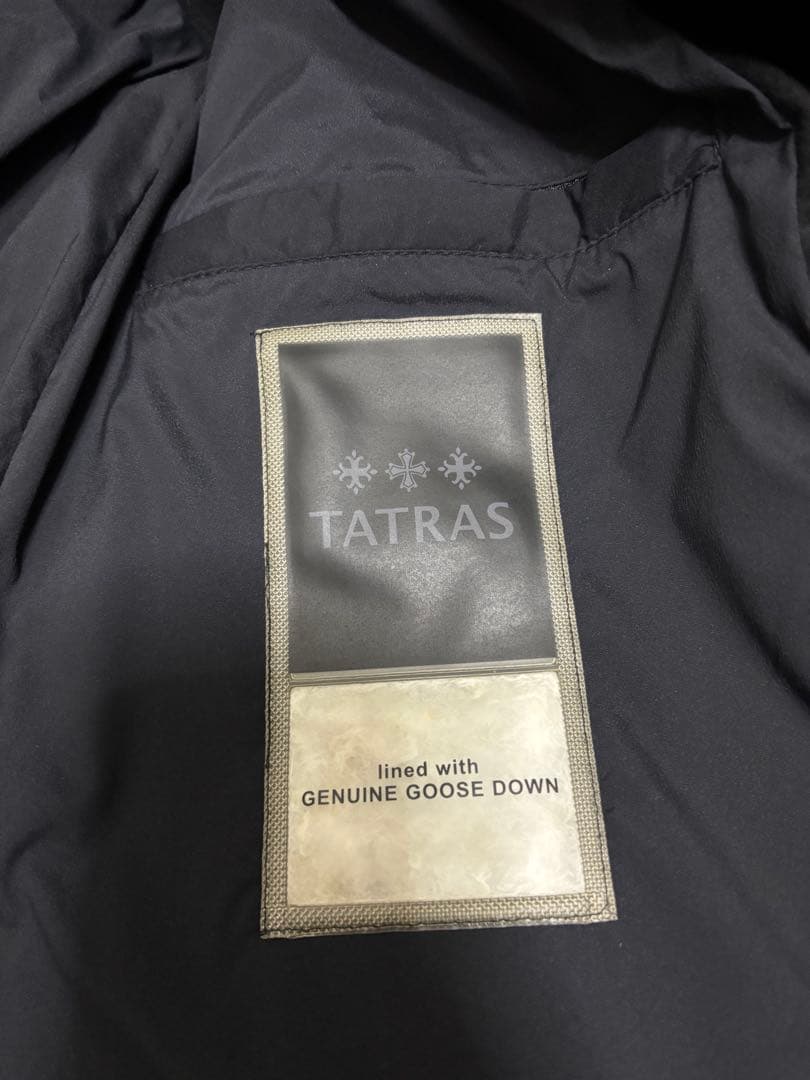 TATRAS
lined with
GENUINE GOOSE DOWN